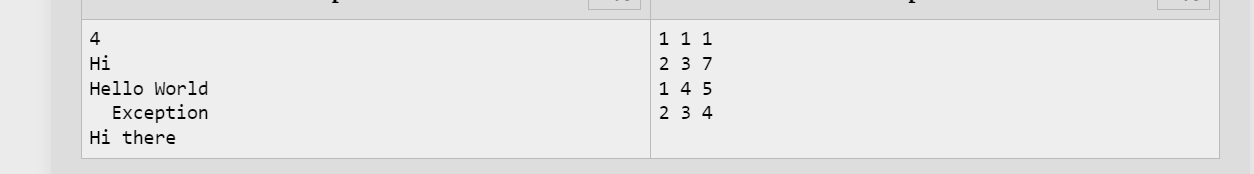 4
Hi
Hello World
  Exception
Hi there
1 1 1
2 3 7
1 4 5
2 3 4